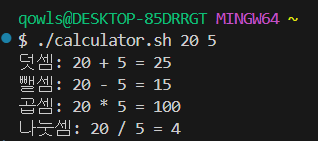 qowls@DESKTOP-85DRRGT MINGW64 ~
$ ./calculator.sh 20 5
덧셈: 20 + 5 = 25
뺄셈: 20 - 5 = 15
곱셈: 20 * 5 = 100
나눗셈: 20 / 5 = 4